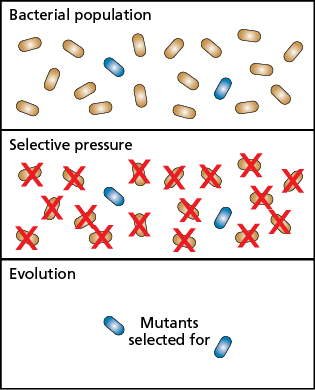 Bacterial population
Selective pressure
Evolution
Mutants
selected for